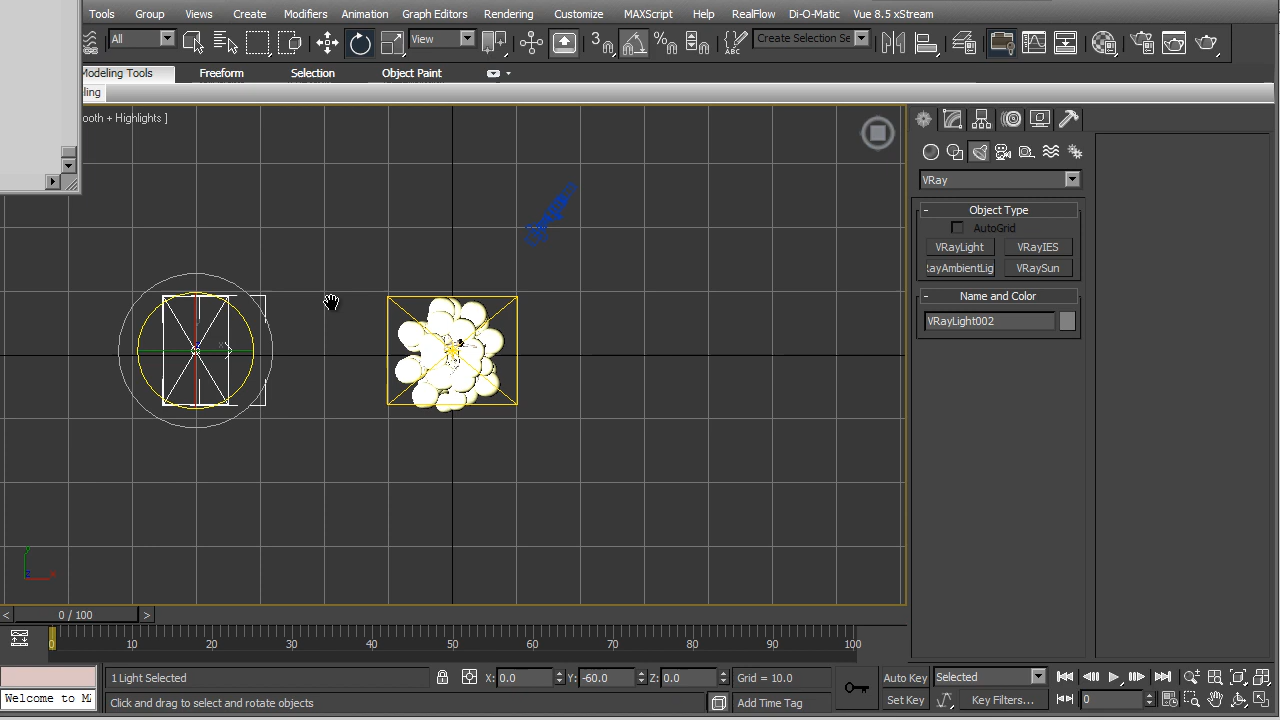 Tools Group Views Create Modifiers Animation Graph Editors Rendering Customize MAXScript Help RealFlow Di-O-Matic Vue 8.5 xStream
All View 3 Create Selection Se
Modeling Tools Freeform Selection Object Paint
ling
ooth + Highlights ]
VRay
- Object Type
AutoGrid
VRayLight VRayIES
RayAmbientLig VRaySun
- Name and Color
VRayLight002
x
y
x
< 0 / 100 >
0 10 20 30 40 50 60 70 80 90 100
1 Light Selected X: 0.0 Y: -60.0 Z: 0.0 Grid = 10.0 Auto Key Selected
Welcome to MA Click and drag to select and rotate objects Add Time Tag Set Key Key Filters... 0